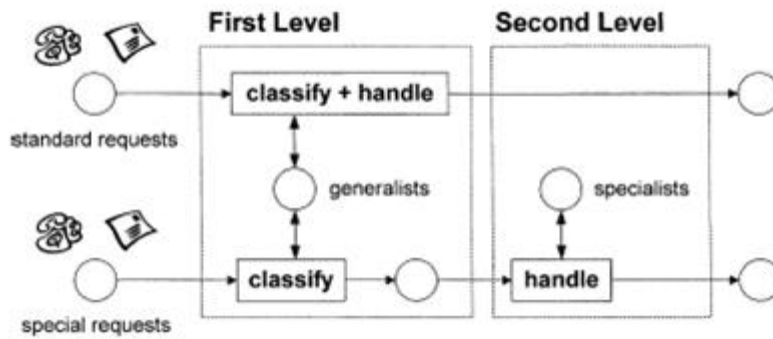 First Level
Second Level
classify + handle
standard requests
generalists
specialists
classify
handle
special requests